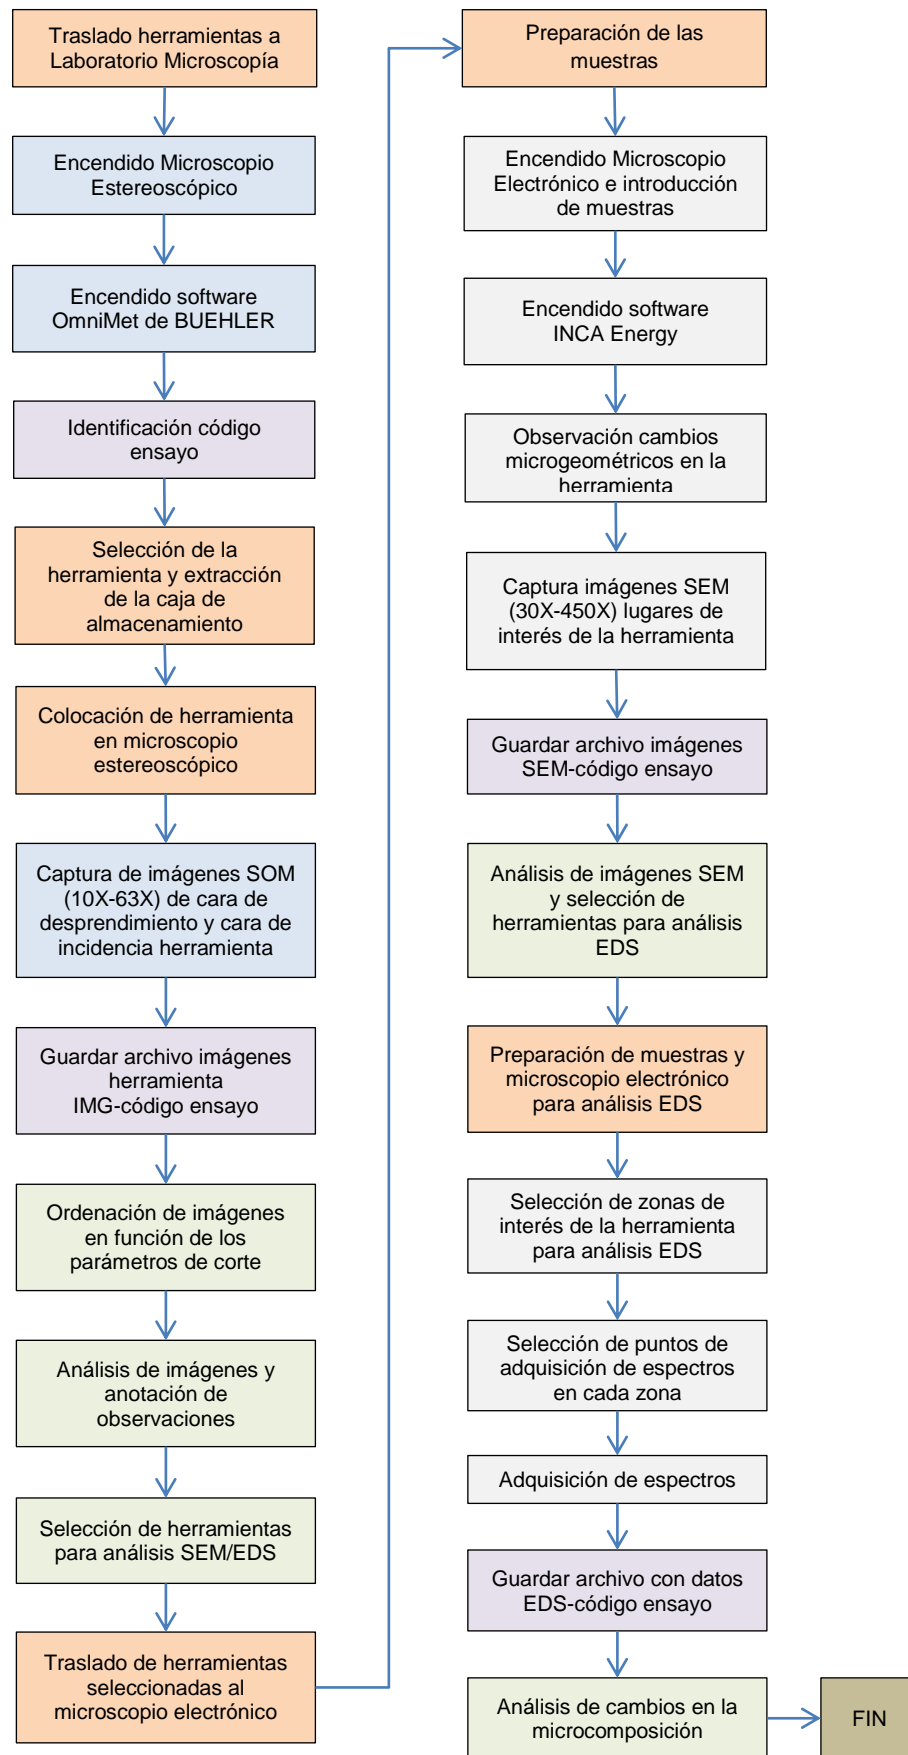 Traslado herramientas a
Laboratorio Microscopía
Encendido Microscopio
Estereoscópico
Encendido software
OmniMet de BUEHLER
Identificación código
ensayo
Selección de la
herramienta y extracción
de la caja de
almacenamiento
Colocación de herramienta
en microscopio
estereoscópico
Captura de imágenes SOM
(10X-63X) de cara de
desprendimiento y cara de
incidencia herramienta
Guardar archivo imágenes
herramienta
IMG-código ensayo
Ordenación de imágenes
en función de los
parámetros de corte
Análisis de imágenes y
anotación de
observaciones
Selección de herramientas
para análisis SEM/EDS
Traslado de herramientas
seleccionadas al
microscopio electrónico
Preparación de las
muestras
Encendido Microscopio
Electrónico e introducción
de muestras
Encendido software
INCA Energy
Observación cambios
microgeométricos en la
herramienta
Captura imágenes SEM
(30X-450X) lugares de
interés de la herramienta
Guardar archivo imágenes
SEM-código ensayo
Análisis de imágenes SEM
y selección de
herramientas para análisis
EDS
Preparación de muestras y
microscopio electrónico
para análisis EDS
Selección de zonas de
interés de la herramienta
para análisis EDS
Selección de puntos de
adquisición de espectros
en cada zona
Adquisición de espectros
Guardar archivo con datos
EDS-código ensayo
Análisis de cambios en la
microcomposición
FIN